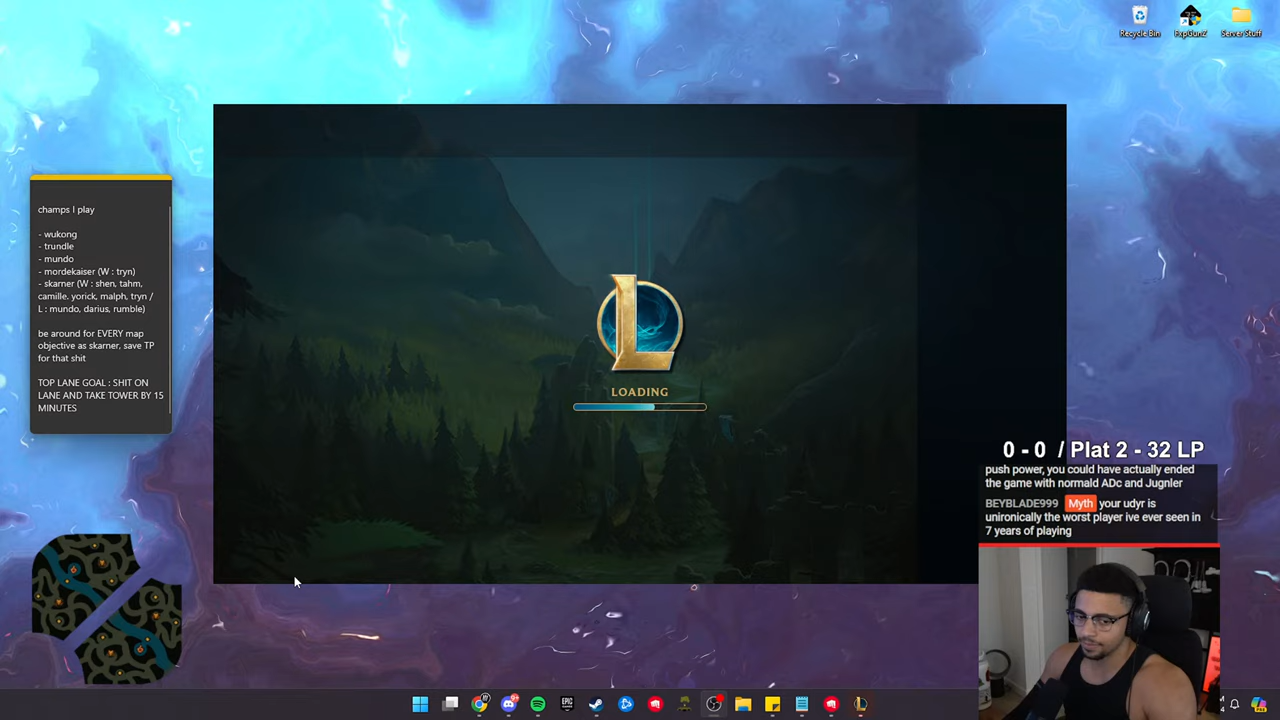 Recycle Bin
FxpGunZ
Server Stuff
champs I play
- wukong
- trundle
- mundo
- mordekaiser (W : tryn)
- skarner (W : shen, tahm,
camille. yorick, malph, tryn /
L : mundo, darius, rumble)
be around for EVERY map
objective as skarner, save TP
for that shit
TOP LANE GOAL : SHIT ON
LANE AND TAKE TOWER BY 15
MINUTES
LOADING
0 - 0 / Plat 2 - 32 LP
push power, you could have actually ended
the game with normald ADc and Jugnler
BEYBLADE999 Myth your udyr is
unironically the worst player ive ever seen in
7 years of playing